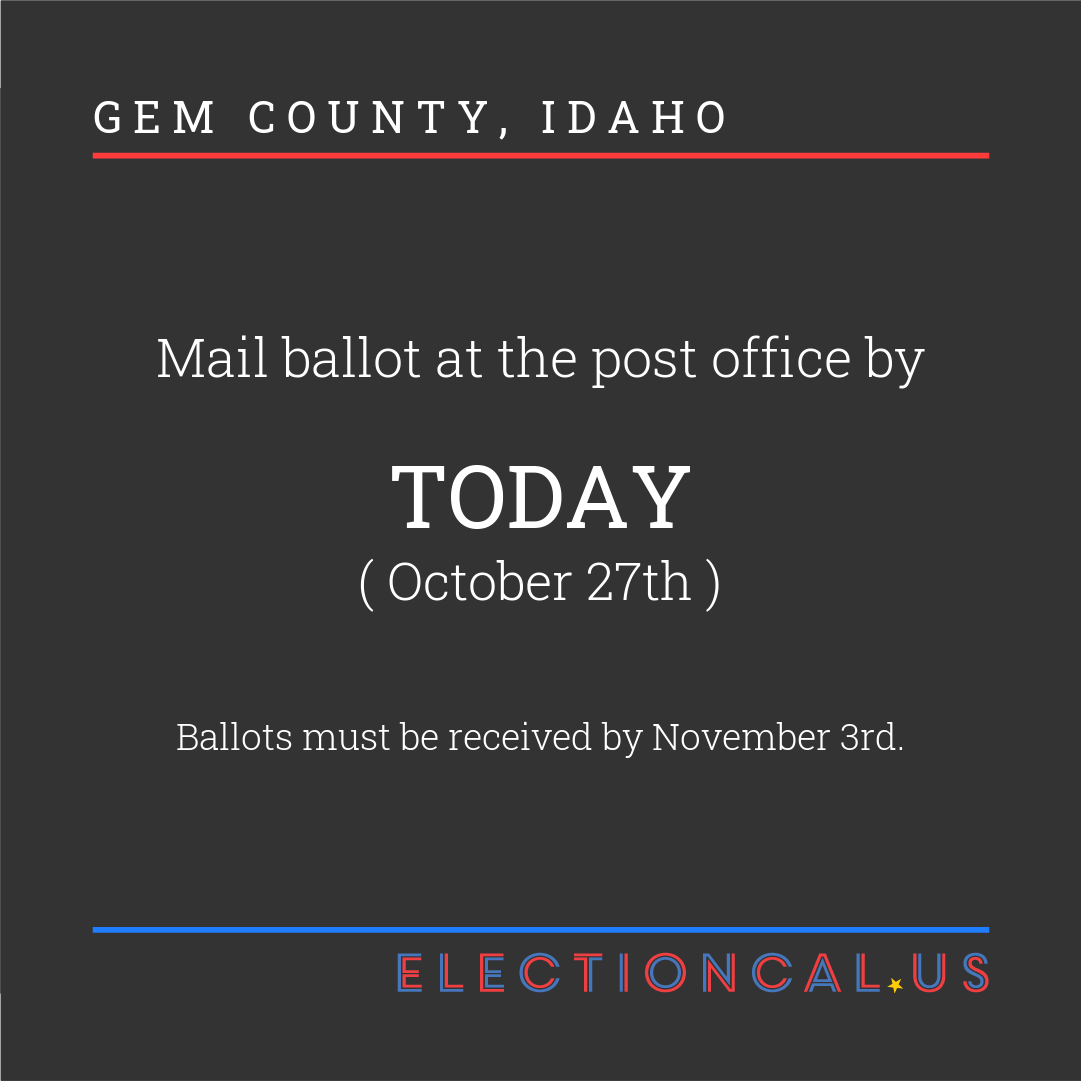 GEM COUNTY, IDAHO
Mail ballot at the post office by
TODAY
( October 27th )
Ballots must be received by November 3rd.
ELECTIONCAL.US